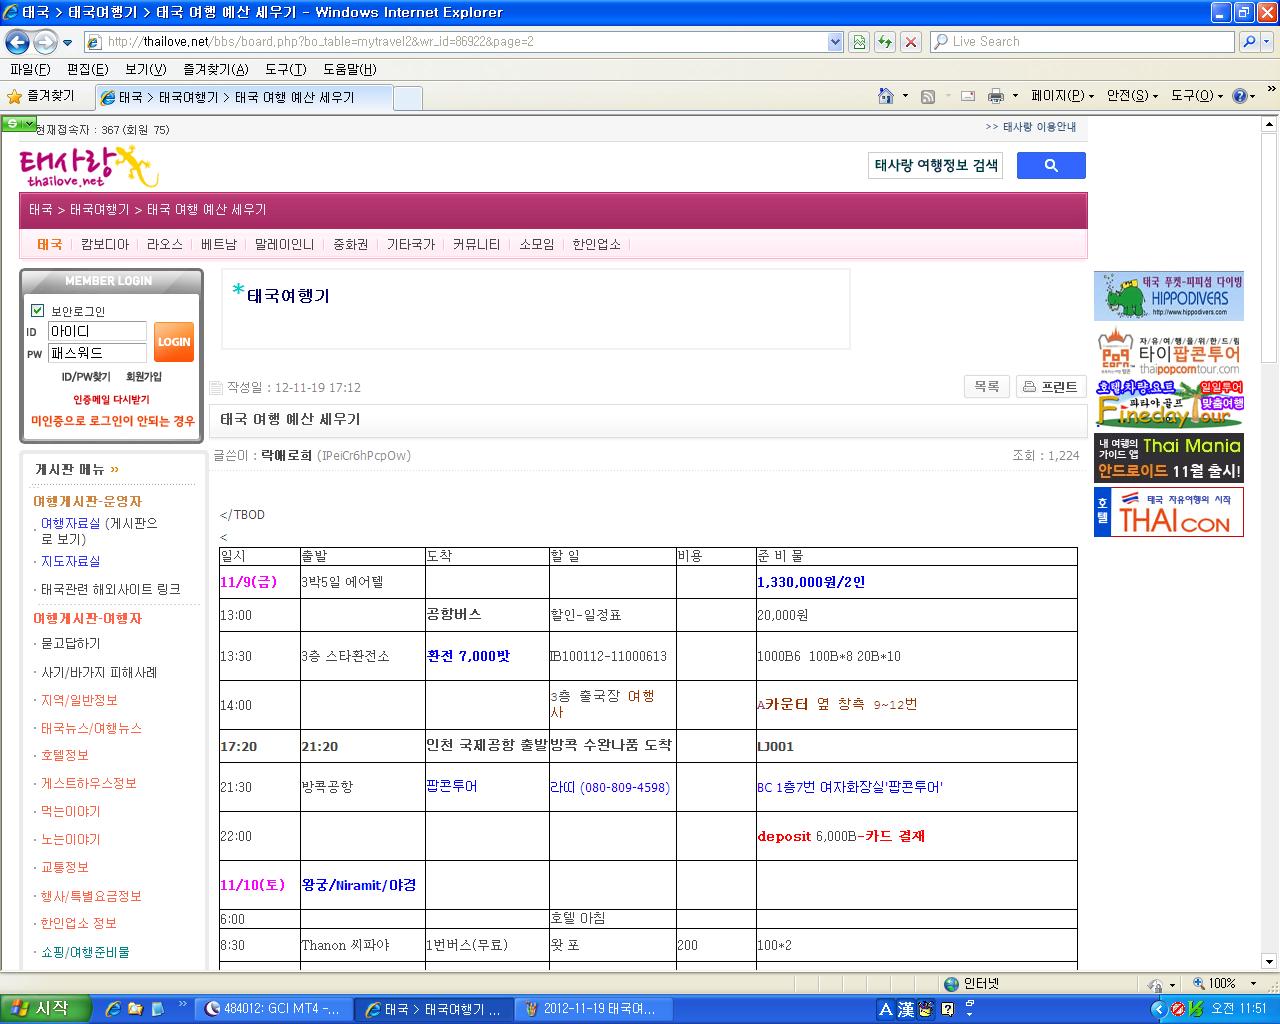 태국 > 태국여행기 > 태국 여행 예산 세우기 - Windows Internet Explorer
http://thailove.net/bbs/board.php?bo_table=mytravel2&wr_id=86922&page=2
Live Search
파일(F) 편집(E) 보기(V) 즐겨찾기(A) 도구(T) 도움말(H)
즐겨찾기 태국 > 태국여행기 > 태국 여행 예산 세우기 페이지(P) 안전(S) 도구(O)
현재접속자 : 367 (회원 75) >> 태사랑 이용안내
태사랑
thailove.net
태사랑 여행정보 검색
태국 > 태국여행기 > 태국 여행 예산 세우기
태국 캄보디아 라오스 베트남 말레이인니 중화권 기타국가 커뮤니티 소모임 한인업소
MEMBER LOGIN
보안로그인
ID 아이디
PW 패스워드
LOGIN
ID/PW찾기 회원가입
인증메일 다시받기
미인증으로 로그인이 안되는 경우
*태국여행기
작성일 : 12-11-19 17:12 목록 프린트
태국 여행 예산 세우기
글쓴이 : 락애로희 (IPeiCr6hPcpOw) 조회 : 1,224
게시판 메뉴 »
여행게시판-운영자
여행자료실 (게시판으로 보기)
지도자료실
태국관련 해외사이트 링크
여행게시판-여행자
묻고답하기
사기/바가지 피해사례
지역/일반정보
태국뉴스/여행뉴스
호텔정보
게스트하우스정보
먹는이야기
노는이야기
교통정보
행사/특별요금정보
한인업소 정보
쇼핑/여행준비물
</TBOD
<
일시 출발 도착 할 일 비용 준 비 물
11/9(금) 3박5일 에어텔 1,330,000원/2인
13:00 공항버스 할인-일정표 20,000원
13:30 3층 스타환전소 환전 7,000밧 IB100112-11000613 1000B6 100B*8 20B*10
14:00 3층 출국장 여행사 A카운터 옆 창측 9~12번
17:20 21:20 인천 국제공항 출발 방콕 수완나품 도착 LJ001
21:30 방콕공항 팝콘투어 라띠 (080-809-4598) BC 1층7번 여자화장실'팝콘투어'
22:00 deposit 6,000B-카드 결재
11/10(토) 왕궁/Niramit/야경
6:00 호텔 아침
8:30 Thanon 씨파야 1번버스(무료) 왓 포 200 100*2
태국 푸켓-피피섬 다이빙
HIPPODIVERS
http://www.hippodivers.com
자·유·여·행·을·위·한·드·림
Popcorn
타이팝콘투어
thaipopcorntour.com
호텔차량요트 일일투어
파타야 골프 맞춤여행
FinedayTour
내 여행의
가이드 앱 Thai Mania
안드로이드 11월 출시!
호텔
태국 자유여행의 시작
THAI CON
인터넷 100%
시작 484012: GCI MT4 -... 태국 > 태국여행기 ... 2012-11-19 태국여... A 漢 오전 11:51